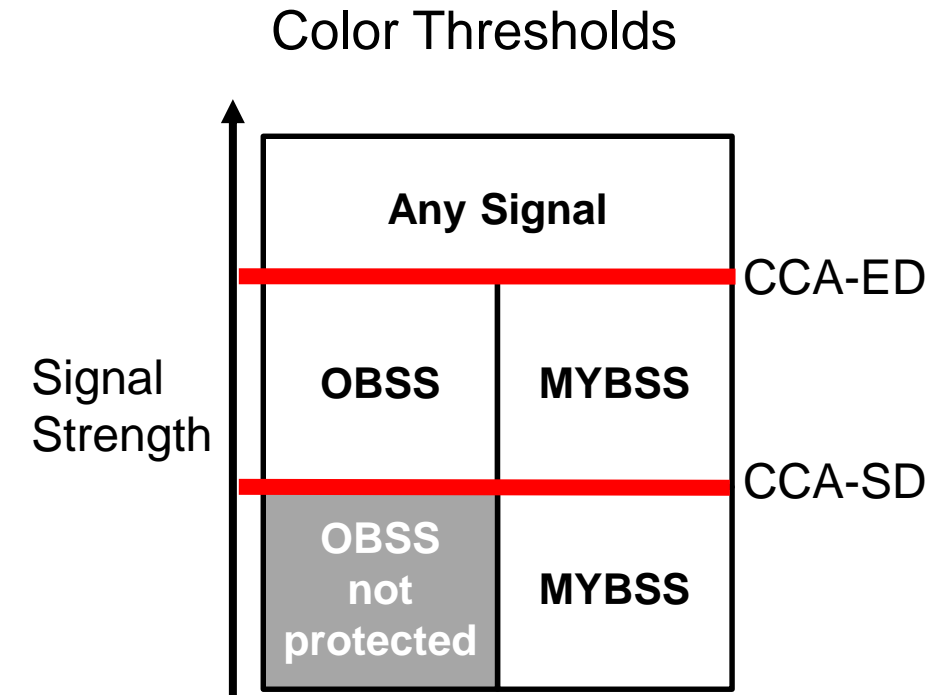 Color Thresholds
Any Signal
CCA-ED
Signal
Strength
OBSS
MYBSS
CCA-SD
OBSS
not
protected
MYBSS